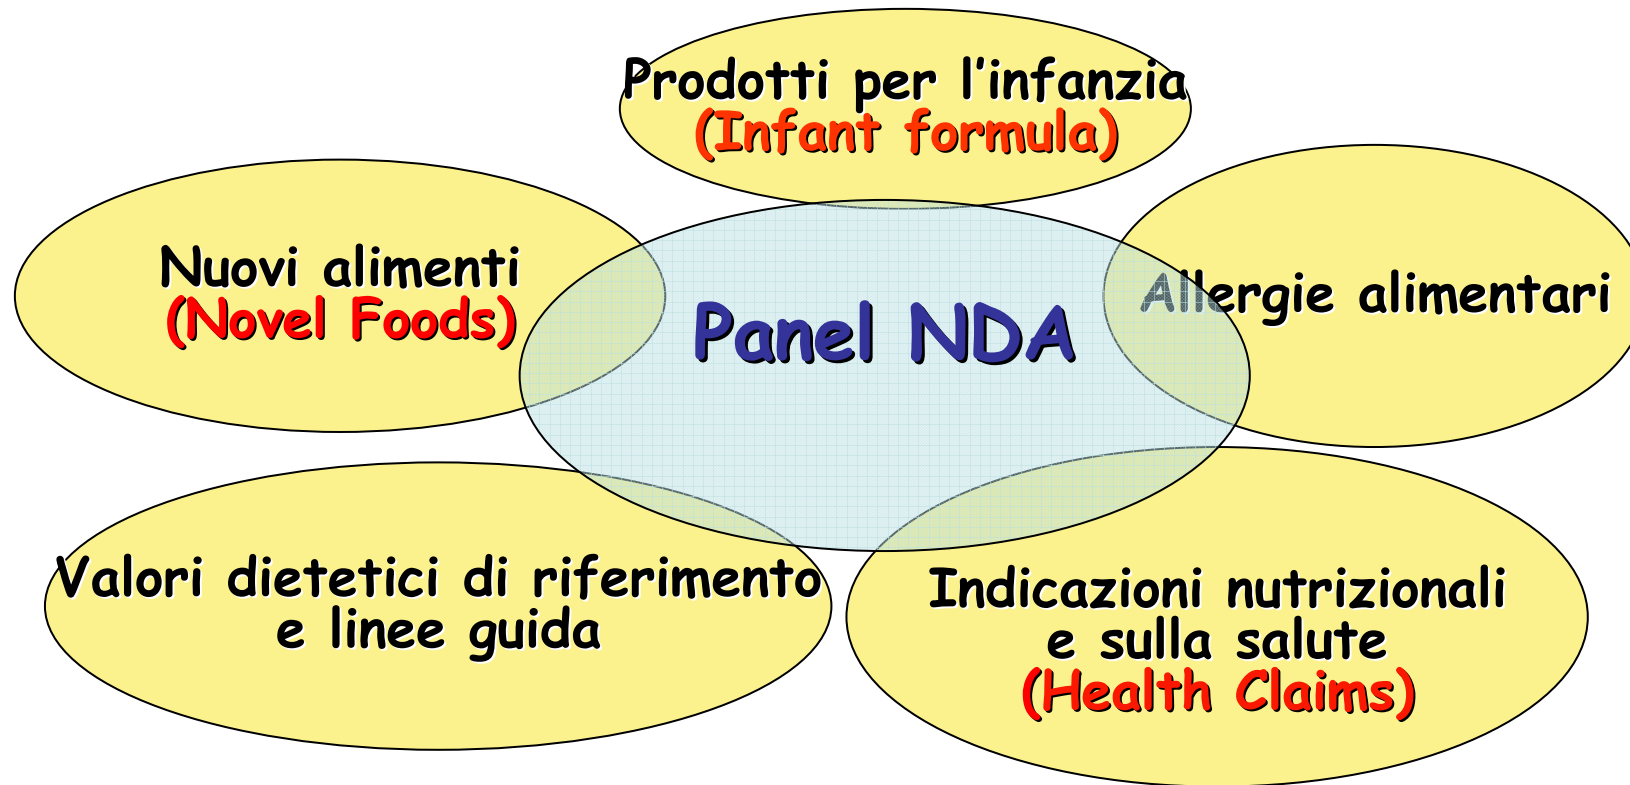 Prodotti per l'infanzia
(Infant formula)
Nuovi alimenti
(Novel Foods)
Panel NDA
Allergie alimentari
Valori dietetici di riferimento
e linee guida
Indicazioni nutrizionali
e sulla salute
(Health Claims)